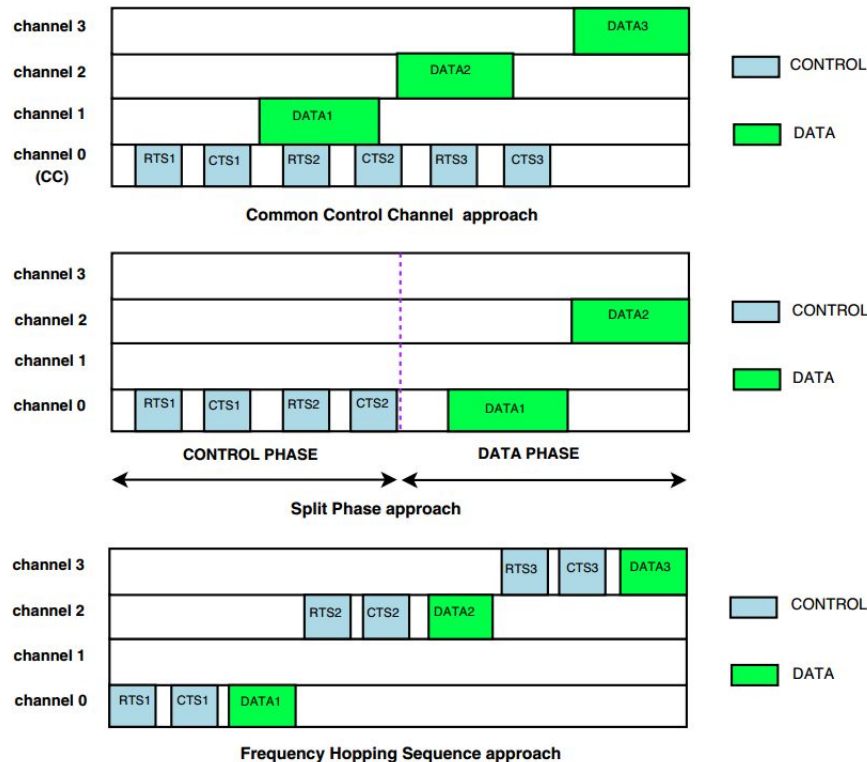 channel 3
DATA3
CONTROL
channel 2
DATA2
channel 1
DATA1
DATA
channel 0
(CC)
RTS1
CTS1
RTS2
CTS2
RTS3
CTS3
Common Control Channel approach
channel 3
CONTROL
channel 2
DATA2
channel 1
DATA
channel 0
RTS1
CTS1
RTS2
CTS2
DATA1
CONTROL PHASE
DATA PHASE
Split Phase approach
channel 3
RTS3
CTS3
DATA3
CONTROL
channel 2
RTS2
CTS2
DATA2
channel 1
DATA
channel 0
RTS1
CTS1
DATA1
Frequency Hopping Sequence approach